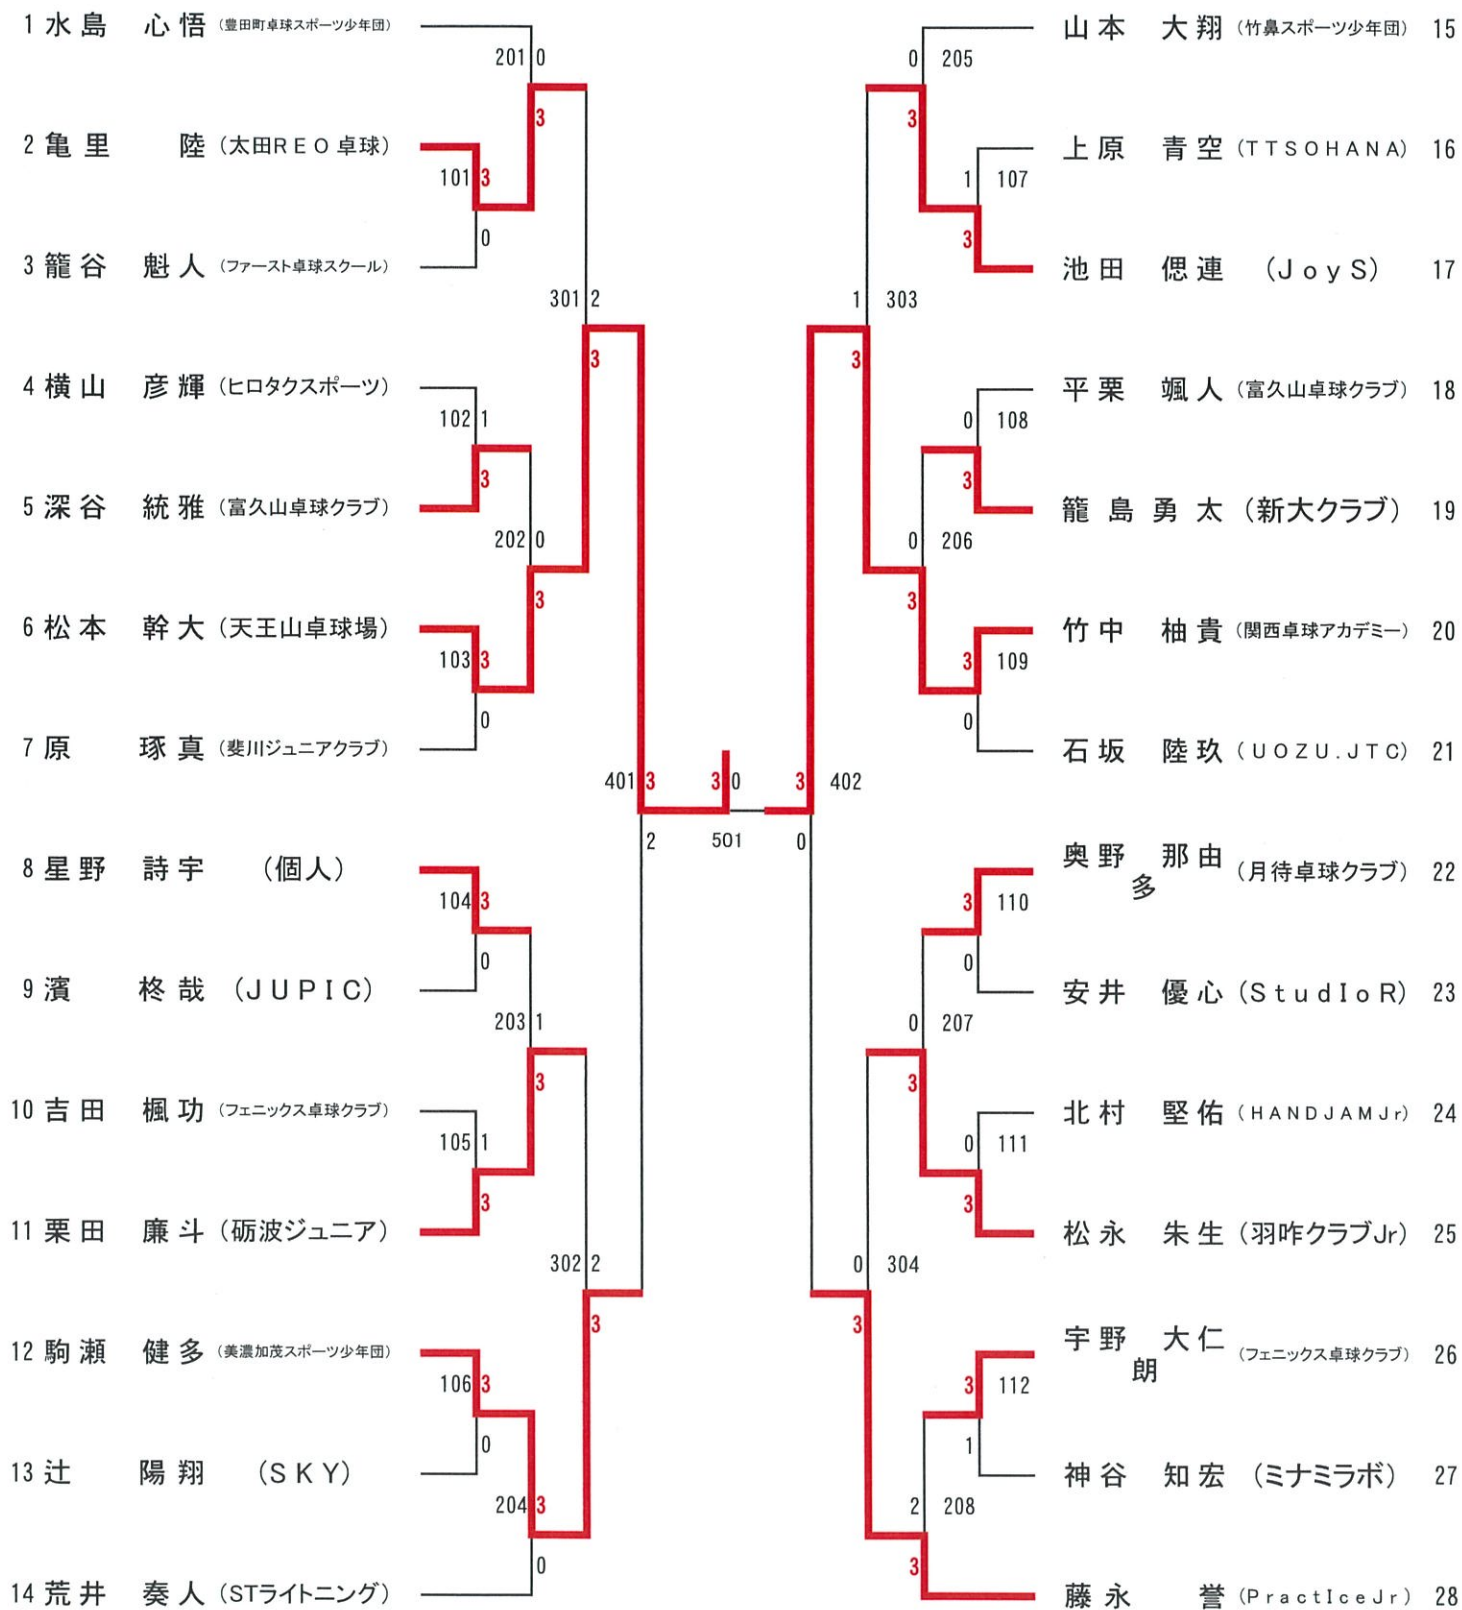 1 水島 心悟 (豊田町卓球スポーツ少年団)
201 0
3
2 亀里 陸 (太田REO卓球)
101 3
0
3 籠谷 魁人 (ファースト卓球スクール)
301 2
3
4 横山 彦輝 (ヒロタクスポーツ)
102 1
3
5 深谷 統雅 (富久山卓球クラブ)
202 0
3
6 松本 幹大 (天王山卓球場)
103 3
0
7 原 琢真 (斐川ジュニアクラブ)
401 3
2
8 星野 詩宇 (個人)
104 3
0
9 濱 柊哉 (JUPIC)
203 1
3
10 吉田 楓功 (フェニックス卓球クラブ)
105 1
3
11 栗田 廉斗 (砺波ジュニア)
302 2
3
12 駒瀬 健多 (美濃加茂スポーツ少年団)
106 3
0
13 辻 陽翔 (SKY)
204 3
0
14 荒井 奏人 (STライトニング)
3 0
501
山本 大翔 (竹鼻スポーツ少年団) 15
0 205
3
上原 青空 (TTSOHANA) 16
1 107
3
池田 偲連 (JoyS) 17
1 303
3
平栗 颯人 (富久山卓球クラブ) 18
0 108
3
籠島勇太 (新大クラブ) 19
0 206
3
竹中 柚貴 (関西卓球アカデミー) 20
3 109
0
石坂 陸玖 (UOZU.JTC) 21
3 402
0
奥野 那由
多
(月待卓球クラブ) 22
3 110
0
安井 優心 (StudIoR) 23
0 207
3
北村 堅佑 (HANDJAMJr) 24
0 111
3
松永 朱生 (羽咋クラブJr) 25
0 304
3
宇野 大仁
朗
(フェニックス卓球クラブ) 26
3 112
1
神谷 知宏 (ミナミラボ) 27
2 208
3
藤永 誉 (PractIceJr) 28